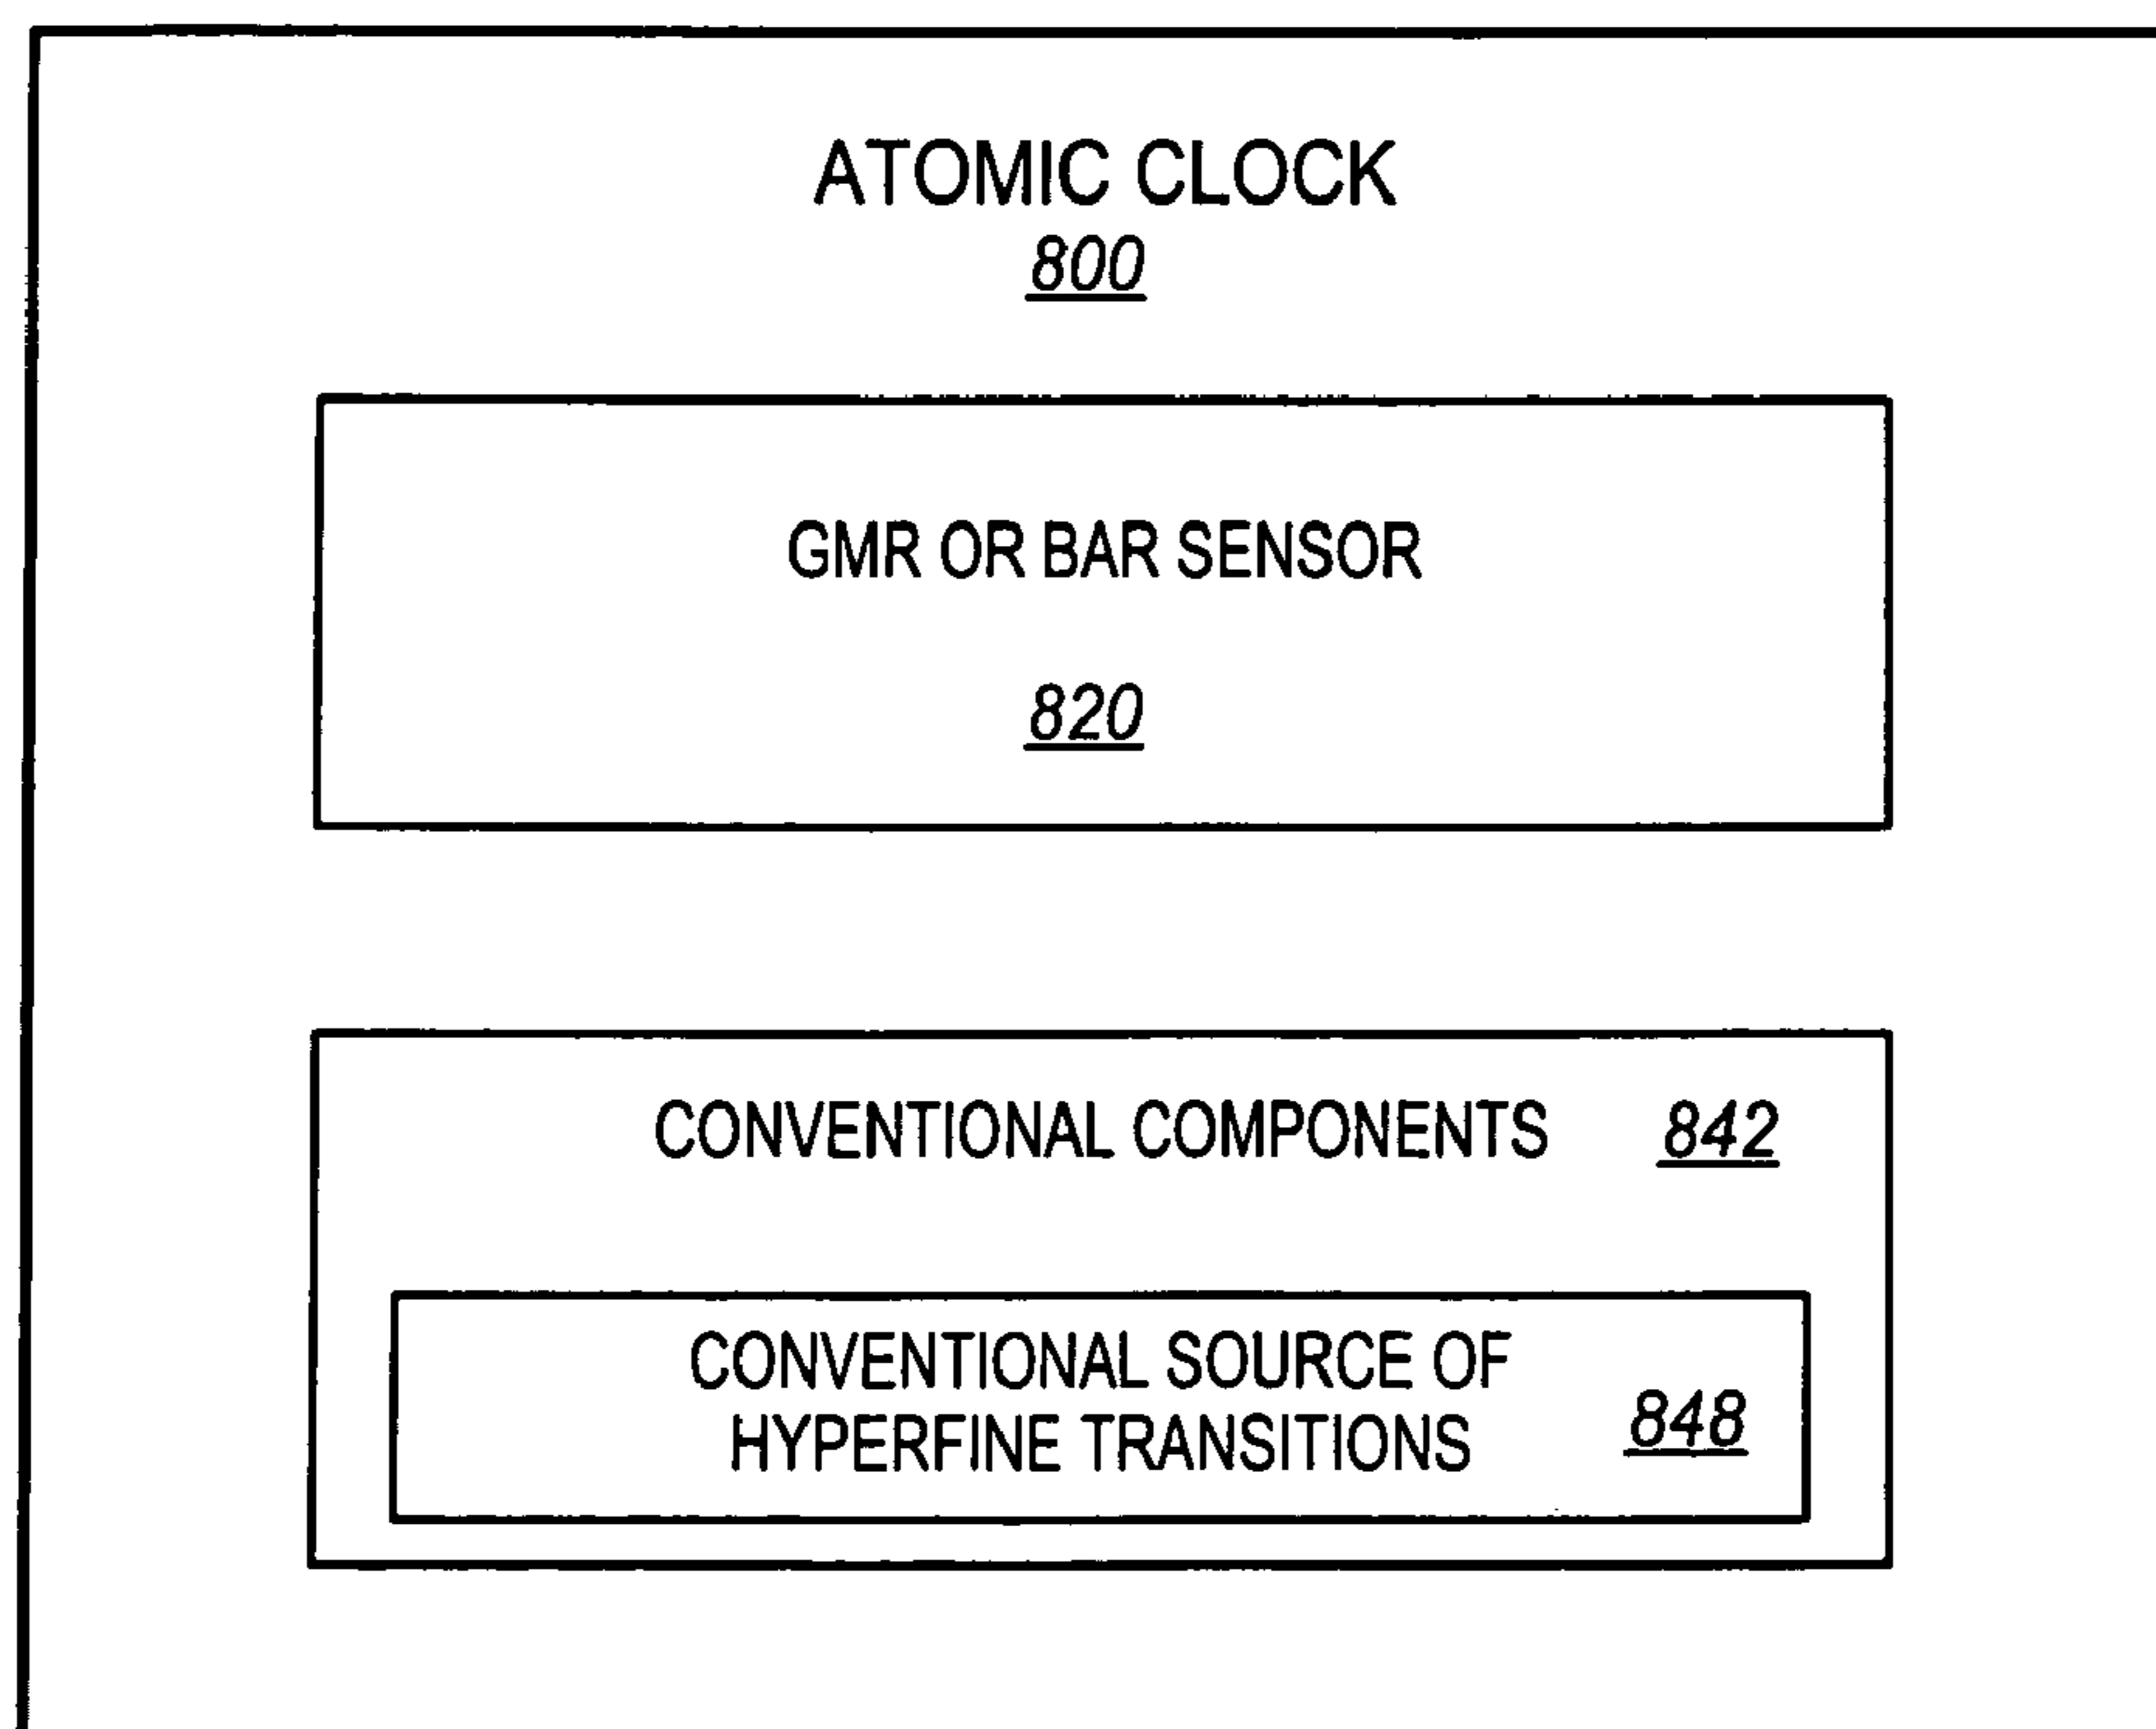 ATOMIC CLOCK
800
GMR OR BAR SENSOR
820
CONVENTIONAL COMPONENTS 842
CONVENTIONAL SOURCE OF
HYPERFINE TRANSITIONS 848